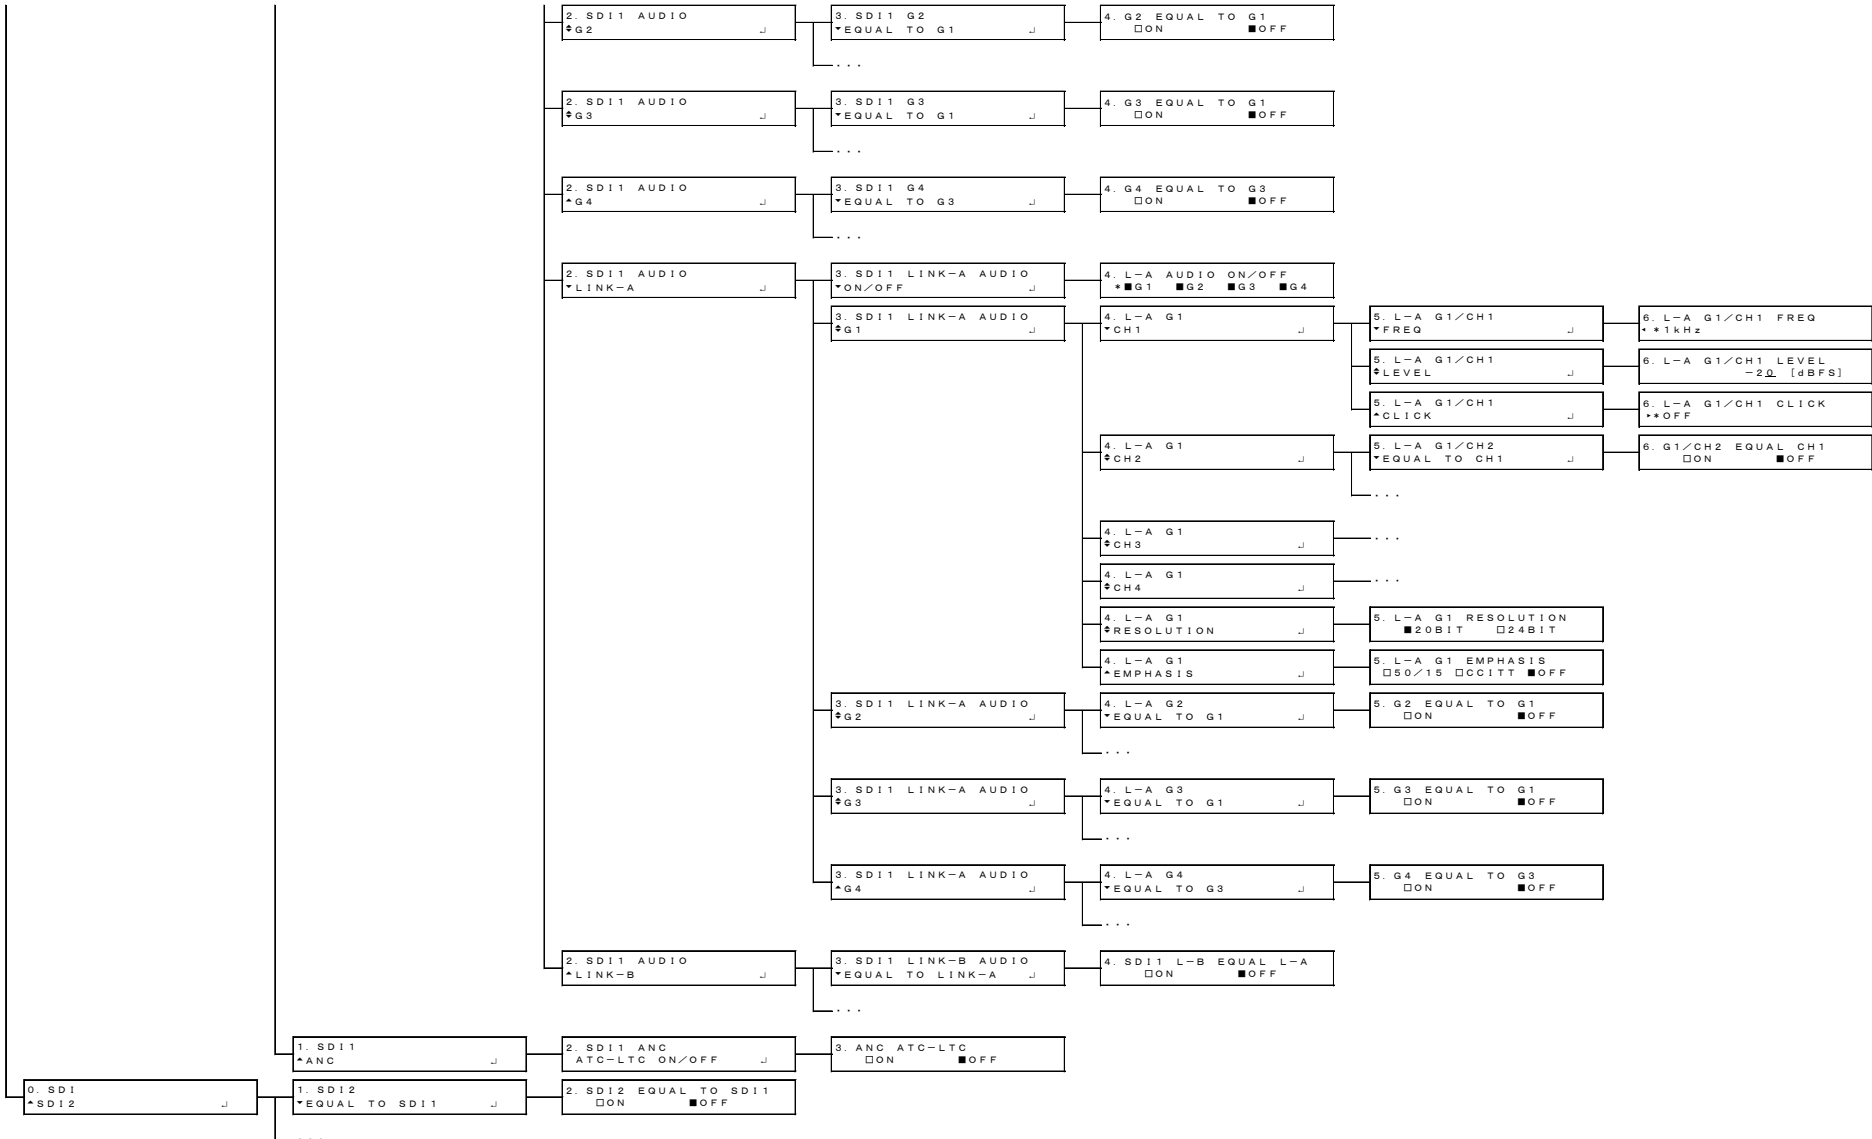 2. SDI1 AUDIO
G2
3. SDI1 G2
EQUAL TO G1
4. G2 EQUAL TO G1
□ON ■OFF
...
2. SDI1 AUDIO
G3
3. SDI1 G3
EQUAL TO G1
4. G3 EQUAL TO G1
□ON ■OFF
...
2. SDI1 AUDIO
G4
3. SDI1 G4
EQUAL TO G3
4. G4 EQUAL TO G3
□ON ■OFF
...
2. SDI1 AUDIO
LINK-A
3. SDI1 LINK-A AUDIO
ON/OFF
4. L-A AUDIO ON/OFF
*■G1 ■G2 ■G3 ■G4
3. SDI1 LINK-A AUDIO
G1
4. L-A G1
CH1
5. L-A G1/CH1
FREQ
6. L-A G1/CH1 FREQ
*1kHz
5. L-A G1/CH1
LEVEL
6. L-A G1/CH1 LEVEL
-20 [dBFS]
5. L-A G1/CH1
CLICK
6. L-A G1/CH1 CLICK
*OFF
4. L-A G1
CH2
5. L-A G1/CH2
EQUAL TO CH1
6. G1/CH2 EQUAL CH1
□ON ■OFF
...
4. L-A G1
CH3
...
4. L-A G1
CH4
...
4. L-A G1
RESOLUTION
5. L-A G1 RESOLUTION
■20BIT □24BIT
4. L-A G1
EMPHASIS
5. L-A G1 EMPHASIS
□50/15 □CCITT ■OFF
3. SDI1 LINK-A AUDIO
G2
4. L-A G2
EQUAL TO G1
5. G2 EQUAL TO G1
□ON ■OFF
...
3. SDI1 LINK-A AUDIO
G3
4. L-A G3
EQUAL TO G1
5. G3 EQUAL TO G1
□ON ■OFF
...
3. SDI1 LINK-A AUDIO
G4
4. L-A G4
EQUAL TO G3
5. G4 EQUAL TO G3
□ON ■OFF
...
2. SDI1 AUDIO
LINK-B
3. SDI1 LINK-B AUDIO
EQUAL TO LINK-A
4. SDI1 L-B EQUAL L-A
□ON ■OFF
...
1. SDI1
ANC
2. SDI1 ANC
ATC-LTC ON/OFF
3. ANC ATC-LTC
□ON ■OFF
0. SDI
SDI2
1. SDI2
EQUAL TO SDI1
2. SDI2 EQUAL TO SDI1
□ON ■OFF
...